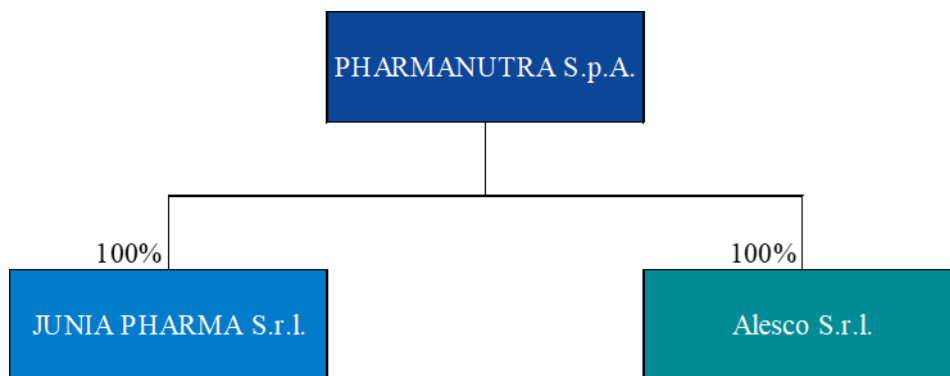 PHARMANUTRA S.p.A.
100%
100%
JUNIA PHARMA S.r.l.
Alesco S.r.l.